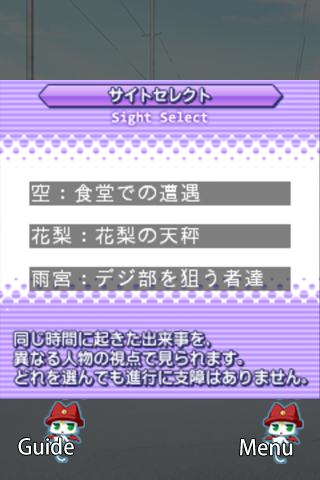 サイトセレクト
Sight Select
空：食堂での遭遇
花梨：花梨の天秤
雨宮：デジ部を狙う者達
同じ時間に起きた出来事を、
異なる人物の視点で見られます。
どれを選んでも進行に支障はありません。
Guide
Menu